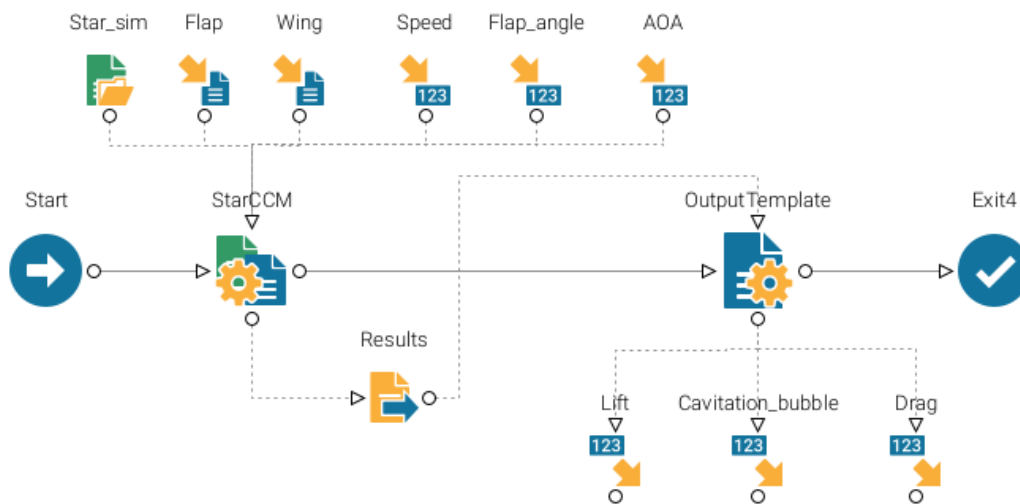 Star_sim Flap Wing Speed Flap_angle AOA
123 123 123
Start StarCCM OutputTemplate Exit4
Results
Lift Cavitation_bubble Drag
123 123 123